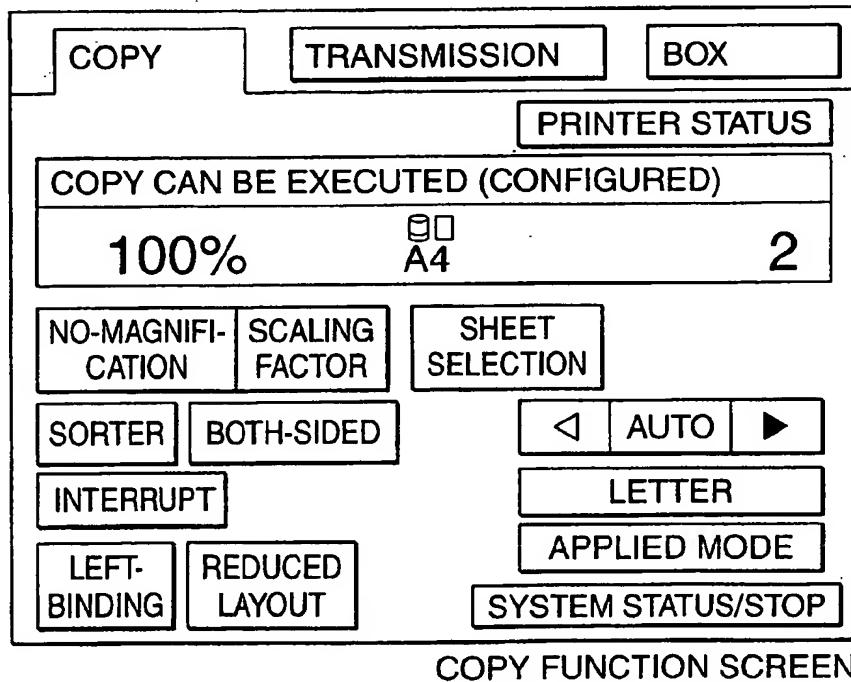 COPY
TRANSMISSION
BOX
PRINTER STATUS
COPY CAN BE EXECUTED (CONFIGURED)
100%
A4
2
NO-MAGNIFI-
CATION
SCALING
FACTOR
SHEET
SELECTION
SORTER
BOTH-SIDED
AUTO
INTERRUPT
LETTER
APPLIED MODE
LEFT-
BINDING
REDUCED
LAYOUT
SYSTEM STATUS/STOP
COPY FUNCTION SCREEN